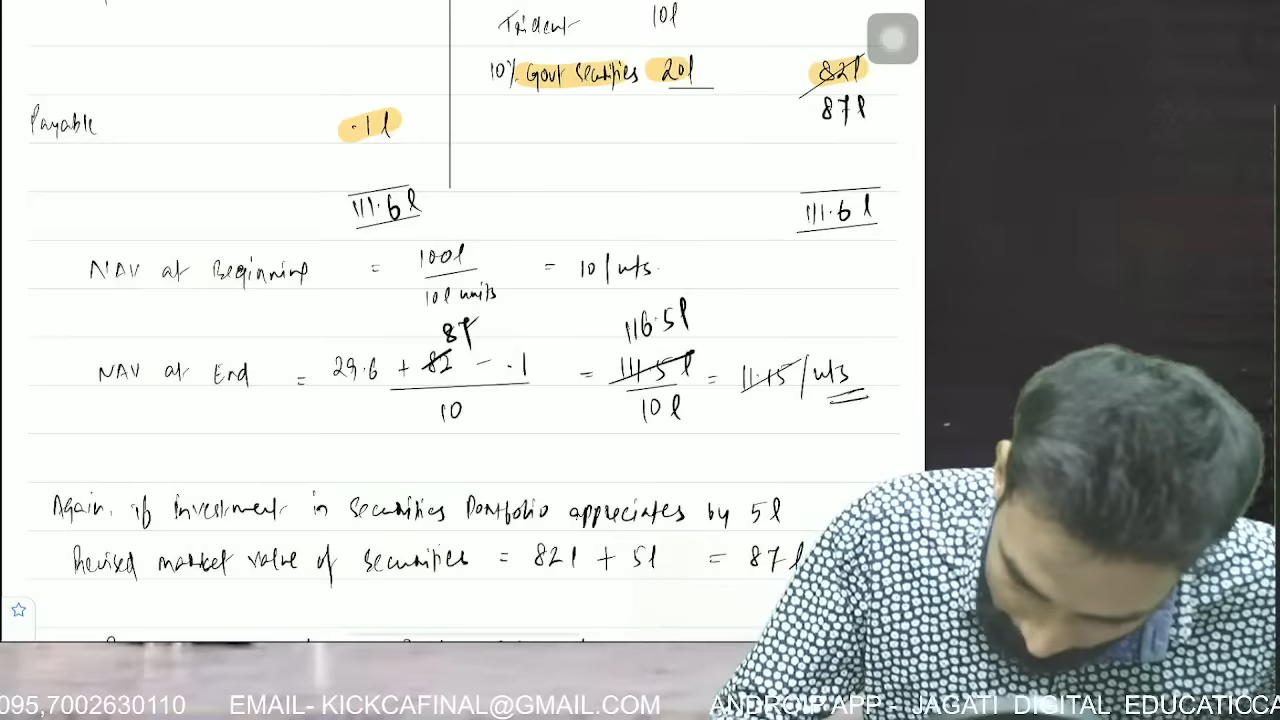 Trident 10l
10% Govt Securities 20l 82l
87l
Payable .1l
111.6l 111.6l
NAV at Beginning = 100l / 10l units = 10/uts.
87 116.5l
NAV at End = 29.6 + 82 - .1 / 10 = 111.5l / 10l = 11.15/uts
Again, if investment in securities Portfolio appreciates by 5l
Revised market value of securities = 82l + 5l = 87l
095,7002630110 EMAIL- KICKCAFINAL@GMAIL.COM ANDROID APP - JAGATI DIGITAL EDUCATICCA